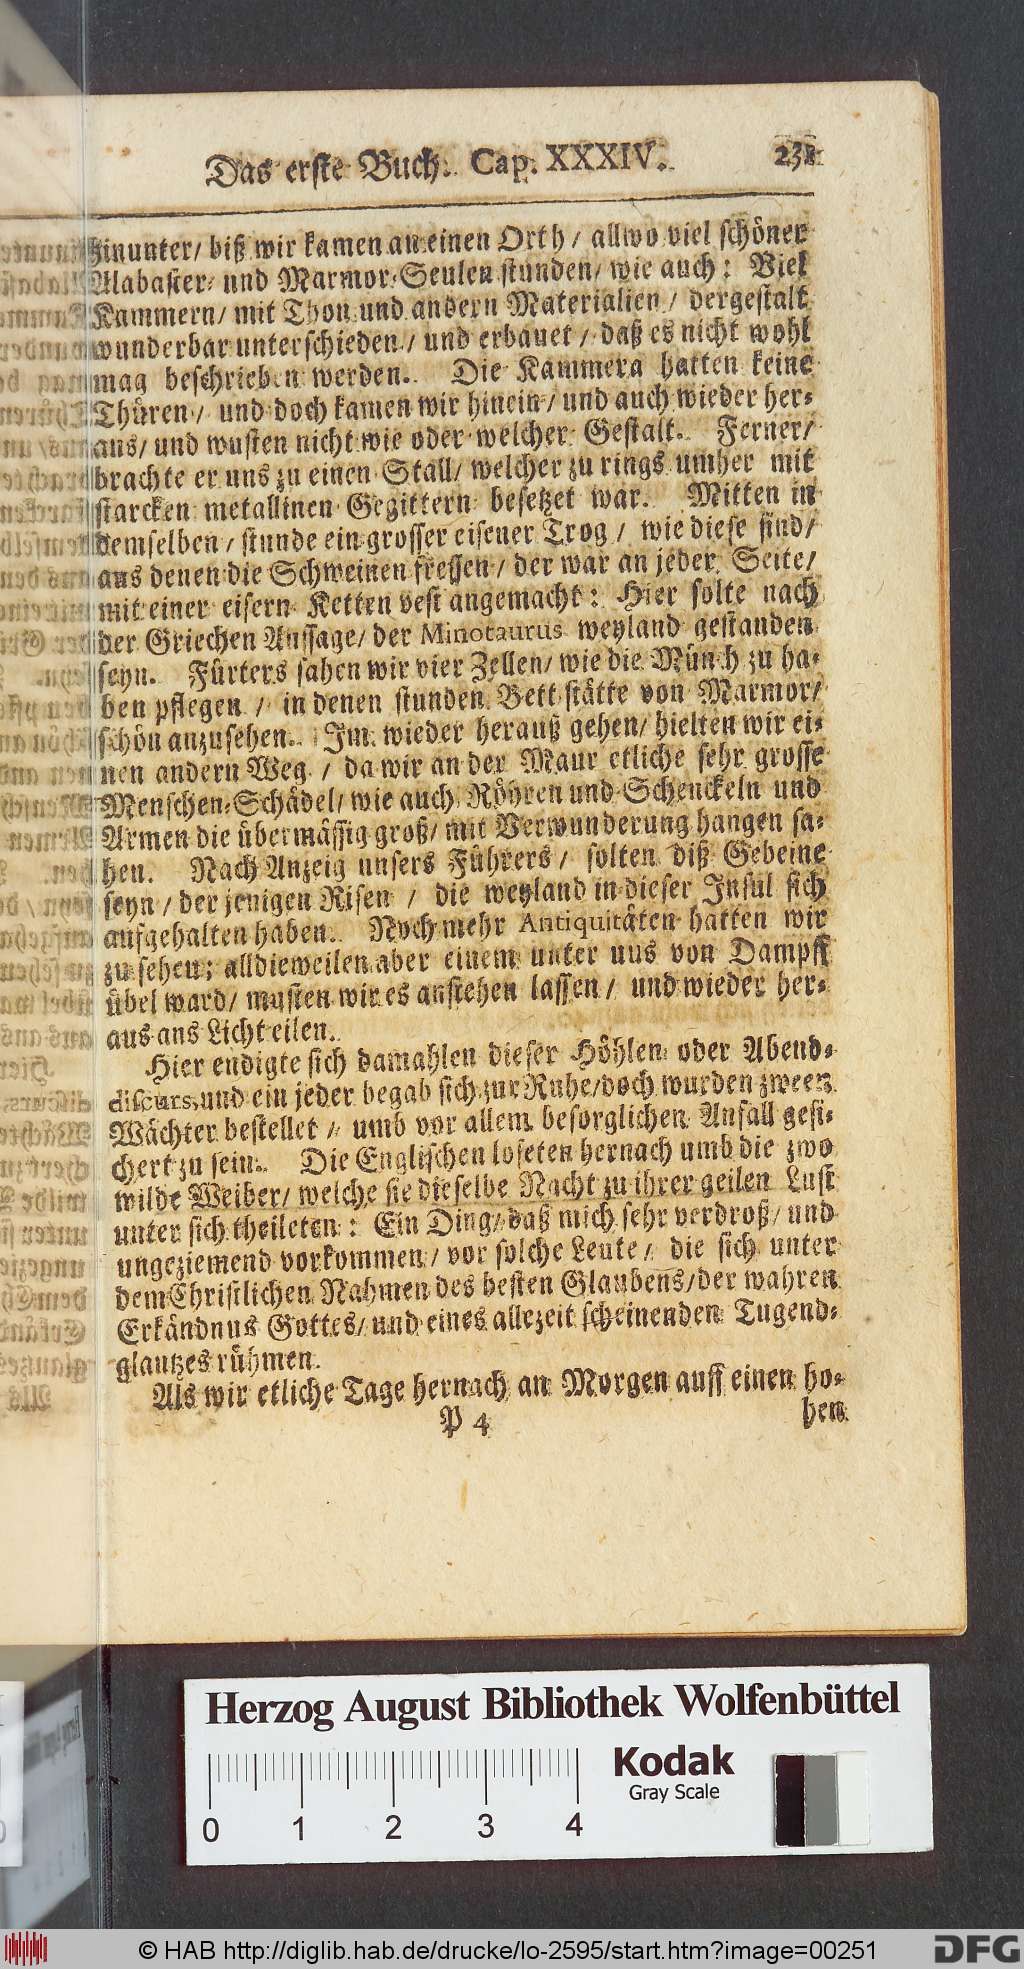 Das erste Buch. Cap. XXXIV.
hinunter/ biß wir kamen an einen Orth/ allwo viel schöner
Alabaster- und Marmor-Seulen stunden/ wie auch: Viel
Kammern/ mit Thon und andern Materialien/ dergestalt
wunderbar unterschieden/ und erbauet/ daß es nicht wohl
mag beschrieben werden. Die Kammern hatten keine
Thüren/ und doch kamen wir hinein/ und auch wieder her-
aus/ und wusten nicht wie oder welcher Gestalt. Ferner/
brachte er uns zu einen Stall/ welcher zu rings umher mit
starcken metallinen Gegittern besetzet war. Mitten in
demselben/ stunde ein grosser eisener Trog/ wie diese sind/
aus denen die Schweinen fressen/ der war an jeder Seite/
mit einer eisern Ketten vest angemacht: Hier solte nach
der Griechen Aussage/ der Minotaurus weyland gestanden
seyn. Fürters sahen wir vier Zellen/ wie die Münch zu ha-
ben pflegen/ in denen stunden Bettstätte von Marmor/
schön anzusehen. Im wieder herauß gehen/ hielten wir ei-
nen andern Weg/ da wir an der Maur etliche sehr grosse
Menschen-Schädel/ wie auch Röhren und Schenckeln und
Armen die übermässig groß/ mit Verwunderung hangen sa-
hen. Nach Anzeig unsers Führers/ solten diß Gebeine
seyn/ der jenigen Risen/ die weyland in dieser Insul sich
aufgehalten haben. Noch mehr Antiquitäten hatten wir
zu sehen; alldieweilen aber einem unter uns von Dampff
übel ward/ musten wir es anstehen lassen/ und wieder her-
aus ans Licht eilen.
Hier endigte sich damahlen dieser Höhlen oder Abend-
discurs, und ein jeder begab sich zur Ruhe/ doch wurden zween
Wächter bestellet/ umb vor allem besorglichen Anfall gesi-
chert zu sein. Die Englischen loseten hernach umb die zwo
wilde Weiber/ welche sie dieselbe Nacht zu ihrer geilen Lust
unter sich theileten: Ein Ding/ daß mich sehr verdroß/ und
ungeziemend vorkommen/ vor solche Leute/ die sich unter
dem Christlichen Nahmen des besten Glaubens/ der wahren
Erkändnus Gottes/ und eines allezeit scheinenden Tugend-
glantzes rühmen.
Als wir etliche Tage hernach an Morgen auff einen ho-
P 4 hen
Herzog August Bibliothek Wolfenbüttel
Kodak
Gray Scale
0 1 2 3 4
© HAB http://diglib.hab.de/drucke/lo-2595/start.htm?image=00251
DFG